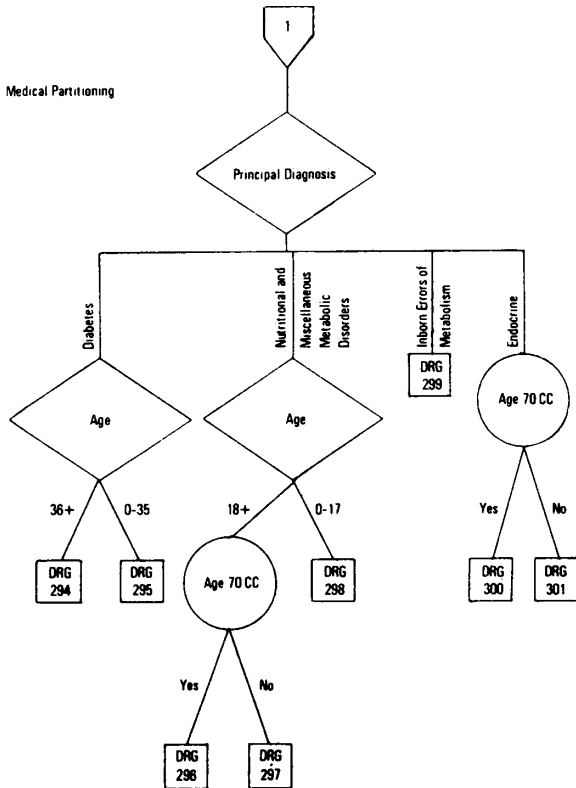 1
Medical Partitioning
Principal Diagnosis
Diabetes
Nutritional and
Miscellaneous
Metabolic
Disorders
Inborn Errors of
Metabolism
Endocrine
DRG
299
Age
Age
Age 70 CC
36+
0-35
18+
0-17
Yes
No
DRG
294
DRG
295
Age 70 CC
DRG
298
DRG
300
DRG
301
Yes
No
DRG
296
DRG
297